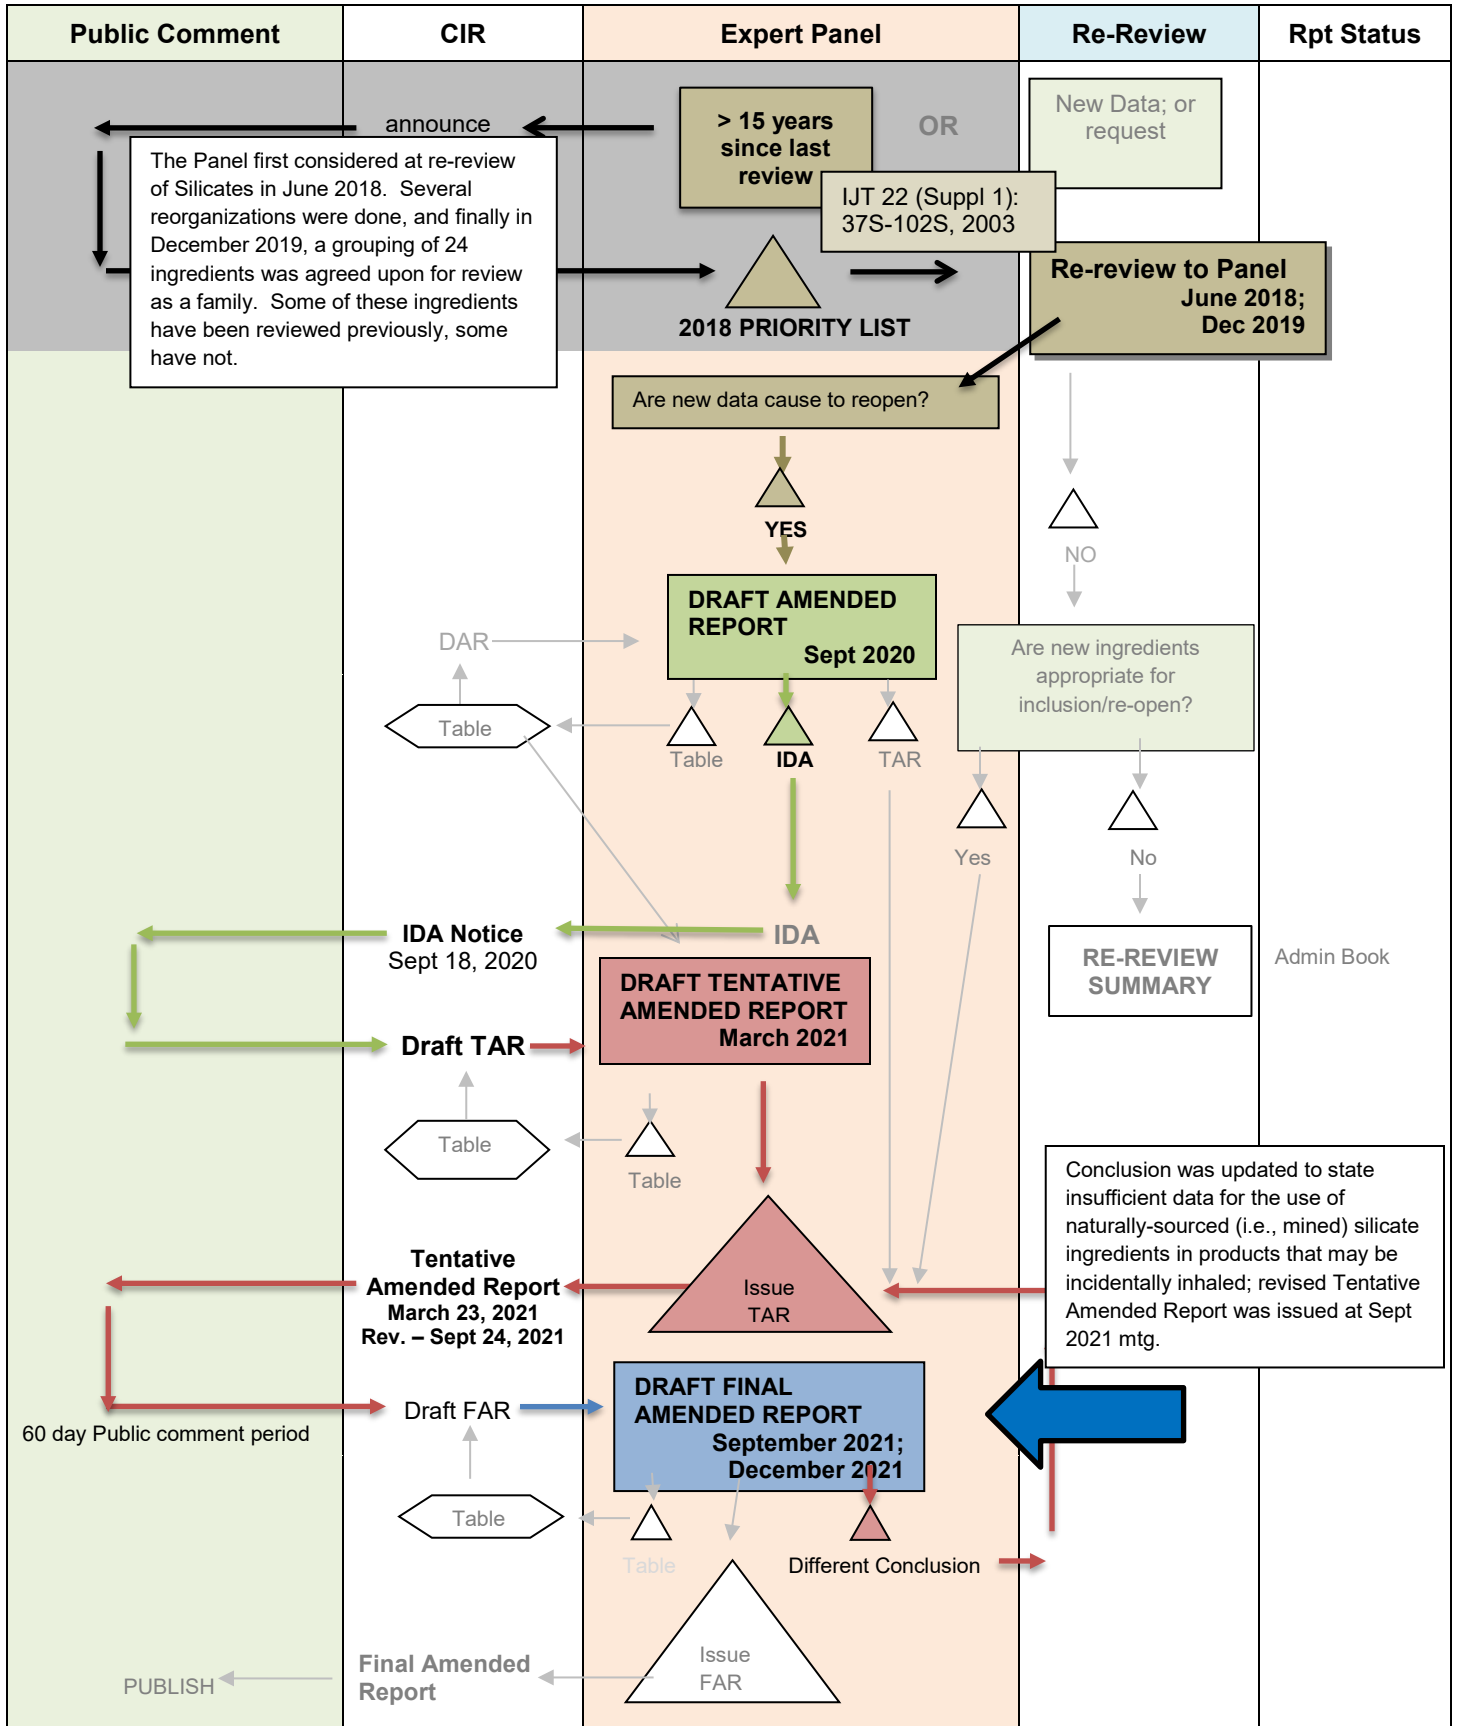 Public Comment
CIR
Expert Panel
Re-Review
Rpt Status
announce
> 15 years
since last
review
OR
New Data; or
request
IJT 22 (Suppl 1):
37S-102S, 2003
The Panel first considered at re-review
of Silicates in June 2018.  Several
reorganizations were done, and finally in
December 2019, a grouping of 24
ingredients was agreed upon for review
as a family.  Some of these ingredients
have been reviewed previously, some
have not.
2018 PRIORITY LIST
Re-review to Panel
June 2018;
Dec 2019
Are new data cause to reopen?
YES
NO
DRAFT AMENDED
REPORT
Sept 2020
DAR
Table
Table
IDA
TAR
Are new ingredients
appropriate for
inclusion/re-open?
Yes
No
IDA Notice
Sept 18, 2020
IDA
RE-REVIEW
SUMMARY
Admin Book
DRAFT TENTATIVE
AMENDED REPORT
March 2021
Draft TAR
Table
Table
Conclusion was updated to state
insufficient data for the use of
naturally-sourced (i.e., mined) silicate
ingredients in products that may be
incidentally inhaled; revised Tentative
Amended Report was issued at Sept
2021 mtg.
Tentative
Amended Report
March 23, 2021
Rev. – Sept 24, 2021
Issue
TAR
60 day Public comment period
Draft FAR
DRAFT FINAL
AMENDED REPORT
September 2021;
December 2021
Table
Table
Different Conclusion
Issue
FAR
Final Amended
Report
PUBLISH